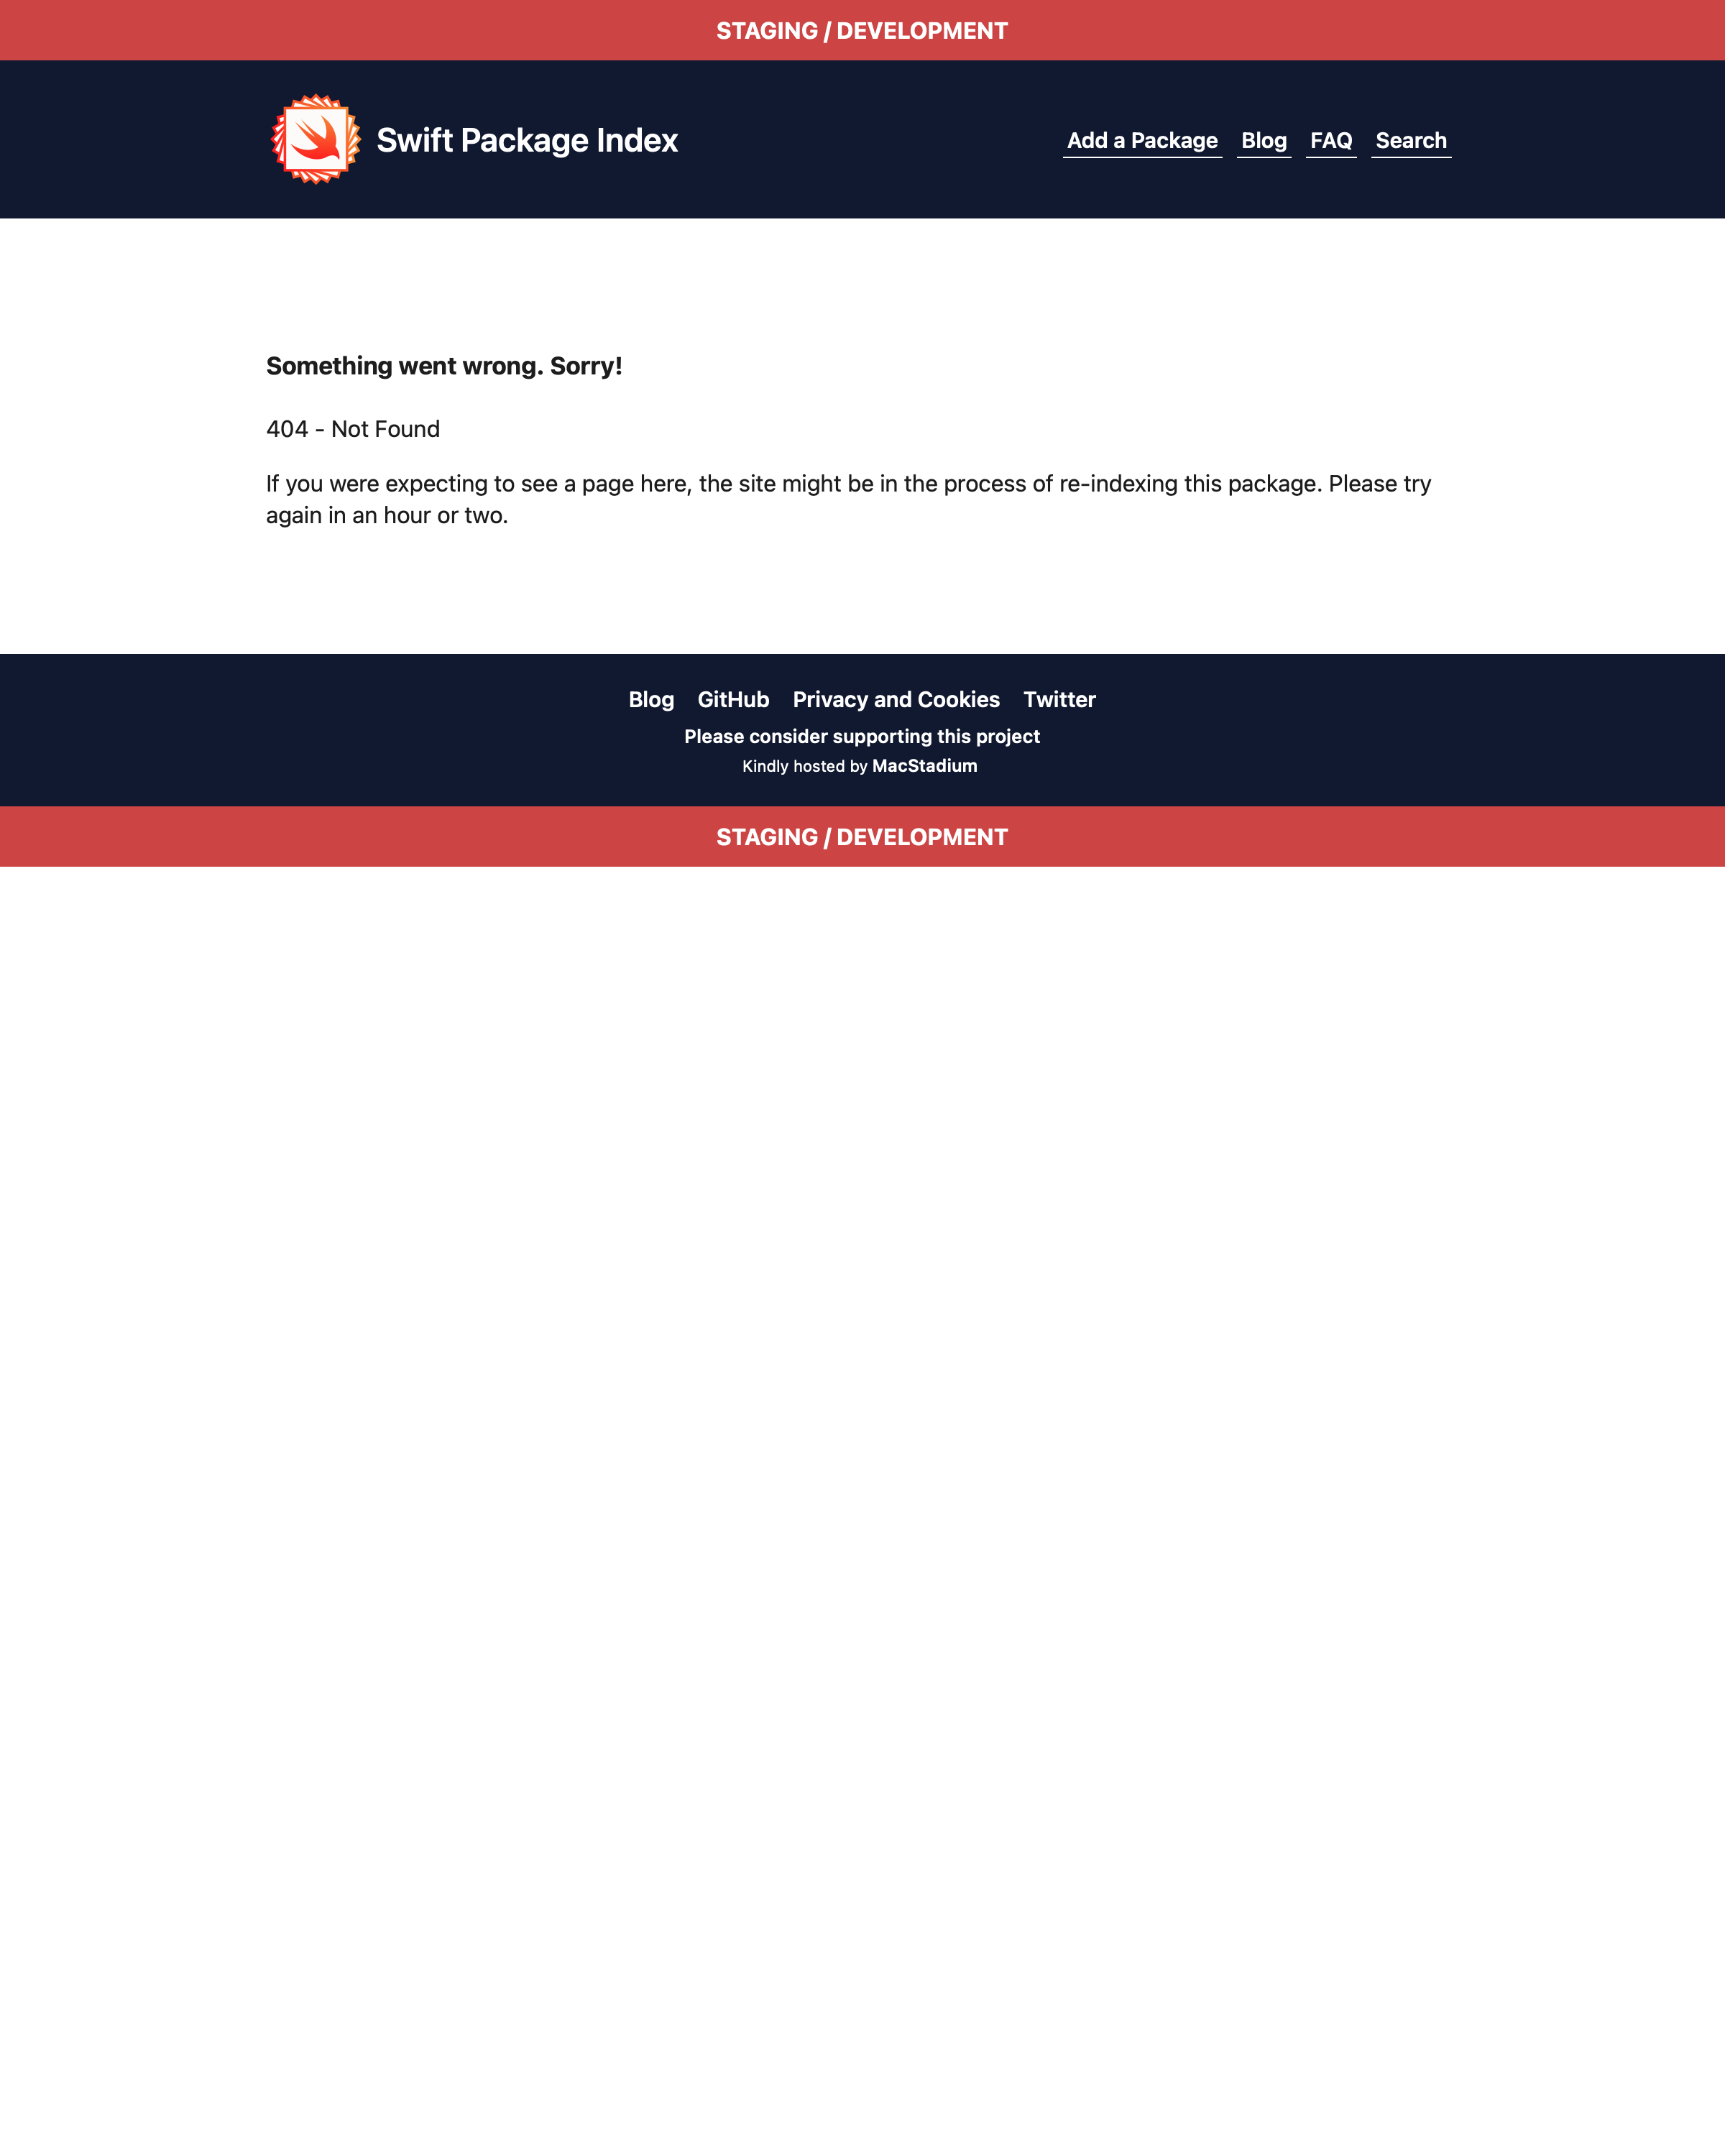 STAGING / DEVELOPMENT
Swift Package Index
Add a Package Blog FAQ Search
Something went wrong. Sorry!
404 - Not Found
If you were expecting to see a page here, the site might be in the process of re-indexing this package. Please try
again in an hour or two.
Blog GitHub Privacy and Cookies Twitter
Please consider supporting this project
Kindly hosted by MacStadium
STAGING / DEVELOPMENT